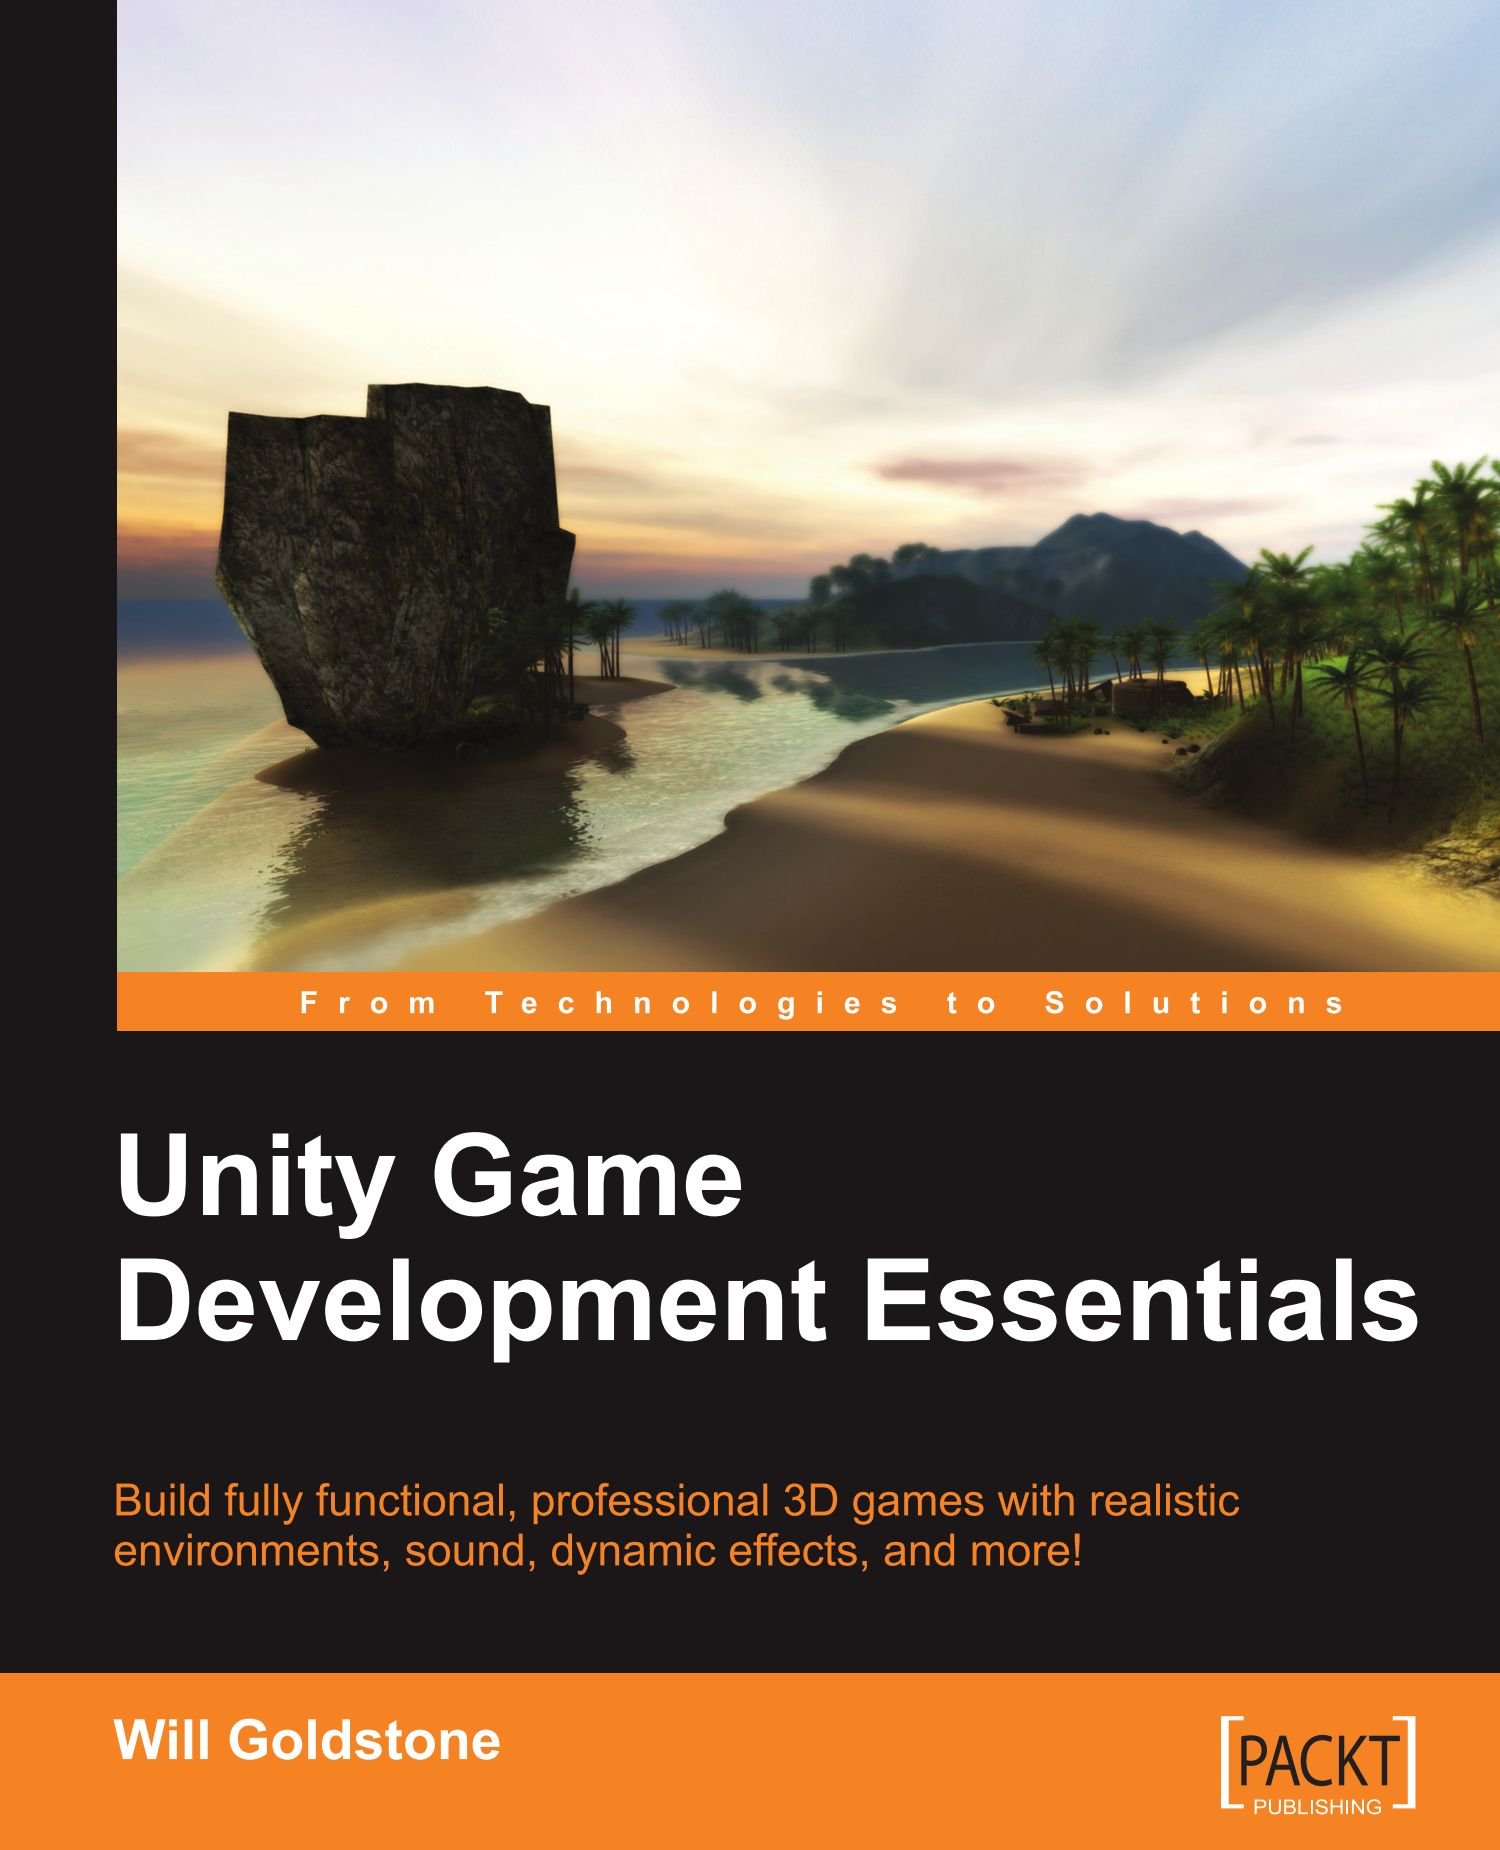 From Technologies to Solutions
Unity Game
Development Essentials
Build fully functional, professional 3D games with realistic
environments, sound, dynamic effects, and more!
Will Goldstone
[PACKT]
PUBLISHING